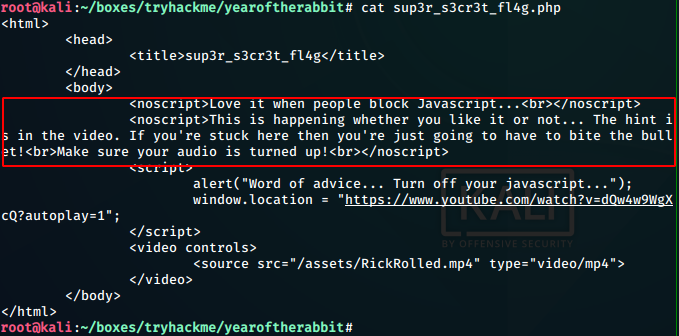 root@kali:~/boxes/tryhackme/yearoftherabbit# cat sup3r_s3cr3t_fl4g.php
<html>
<head>
<title>sup3r_s3cr3t_fl4g</title>
</head>
<body>
<noscript>Love it when people block Javascript...<br></noscript>
<noscript>This is happening whether you like it or not... The hint i
s in the video. If you're stuck here then you're just going to have to bite the bull
et!<br>Make sure your audio is turned up!<br></noscript>
<script>
alert("Word of advice... Turn off your javascript...");
window.location = "https://www.youtube.com/watch?v=dQw4w9WgX
cQ?autoplay=1";
</script>
<video controls>
<source src="/assets/RickRolled.mp4" type="video/mp4">
</video>
</body>
</html>
root@kali:~/boxes/tryhackme/yearoftherabbit#
KALI
BY OFFENSIVE SECURITY